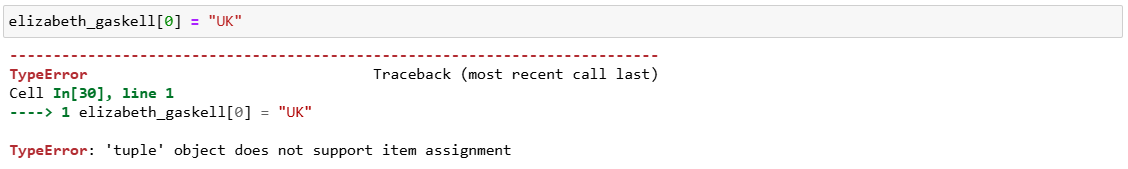 elizabeth_gaskell[0] = "UK"
---------------------------------------------------------------------------
TypeError                                 Traceback (most recent call last)
Cell In[30], line 1
----> 1 elizabeth_gaskell[0] = "UK"
TypeError: 'tuple' object does not support item assignment